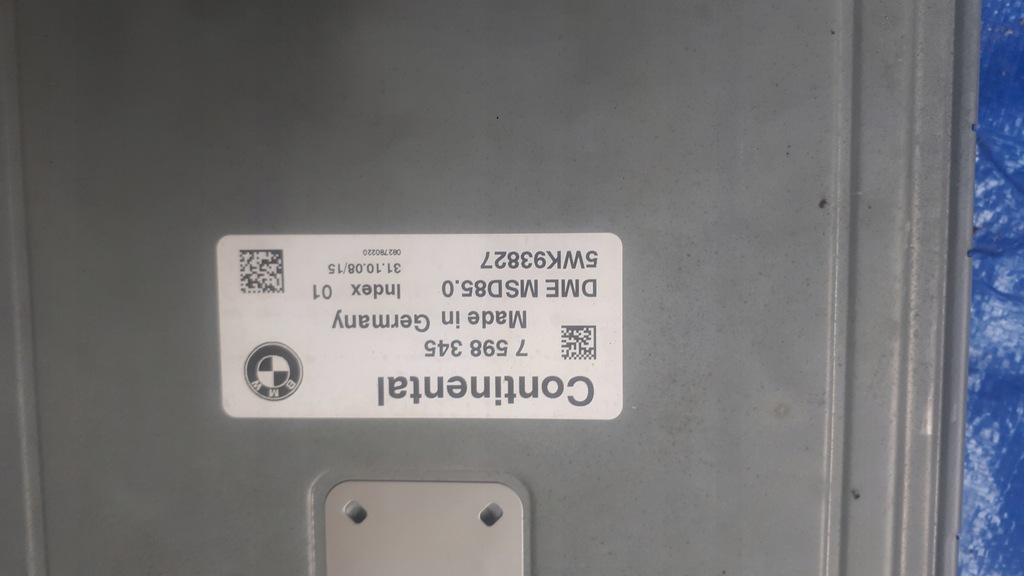 Continental
7 598 345
Made in Germany
DME MSD85.0 Index 01
5WK93827 31.10.08/15
082780220
BMW